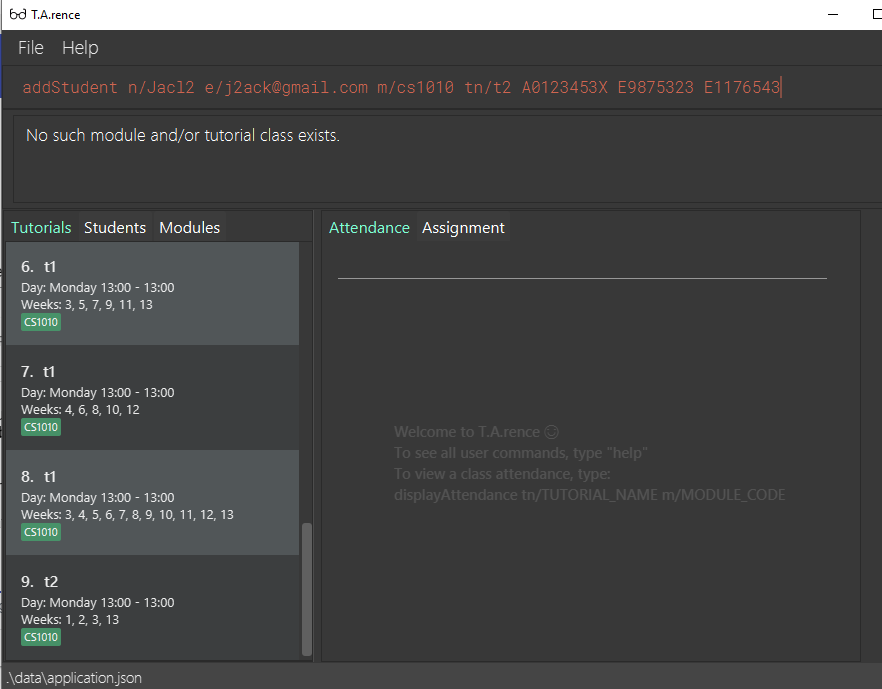 T.A.rence
File Help
addStudent n/Jacl2 e/j2ack@gmail.com m/cs1010 tn/t2 A0123453X E9875323 E1176543
No such module and/or tutorial class exists.
Tutorials Students Modules
Attendance Assignment
6. t1
Day: Monday 13:00 - 13:00
Weeks: 3, 5, 7, 9, 11, 13
CS1010
7. t1
Day: Monday 13:00 - 13:00
Weeks: 4, 6, 8, 10, 12
CS1010
8. t1
Day: Monday 13:00 - 13:00
Weeks: 3, 4, 5, 6, 7, 8, 9, 10, 11, 12, 13
CS1010
9. t2
Day: Monday 13:00 - 13:00
Weeks: 1, 2, 3, 13
CS1010
Welcome to T.A.rence ☺
To see all user commands, type "help"
To view a class attendance, type:
displayAttendance tn/TUTORIAL_NAME m/MODULE_CODE
.\data\application.json